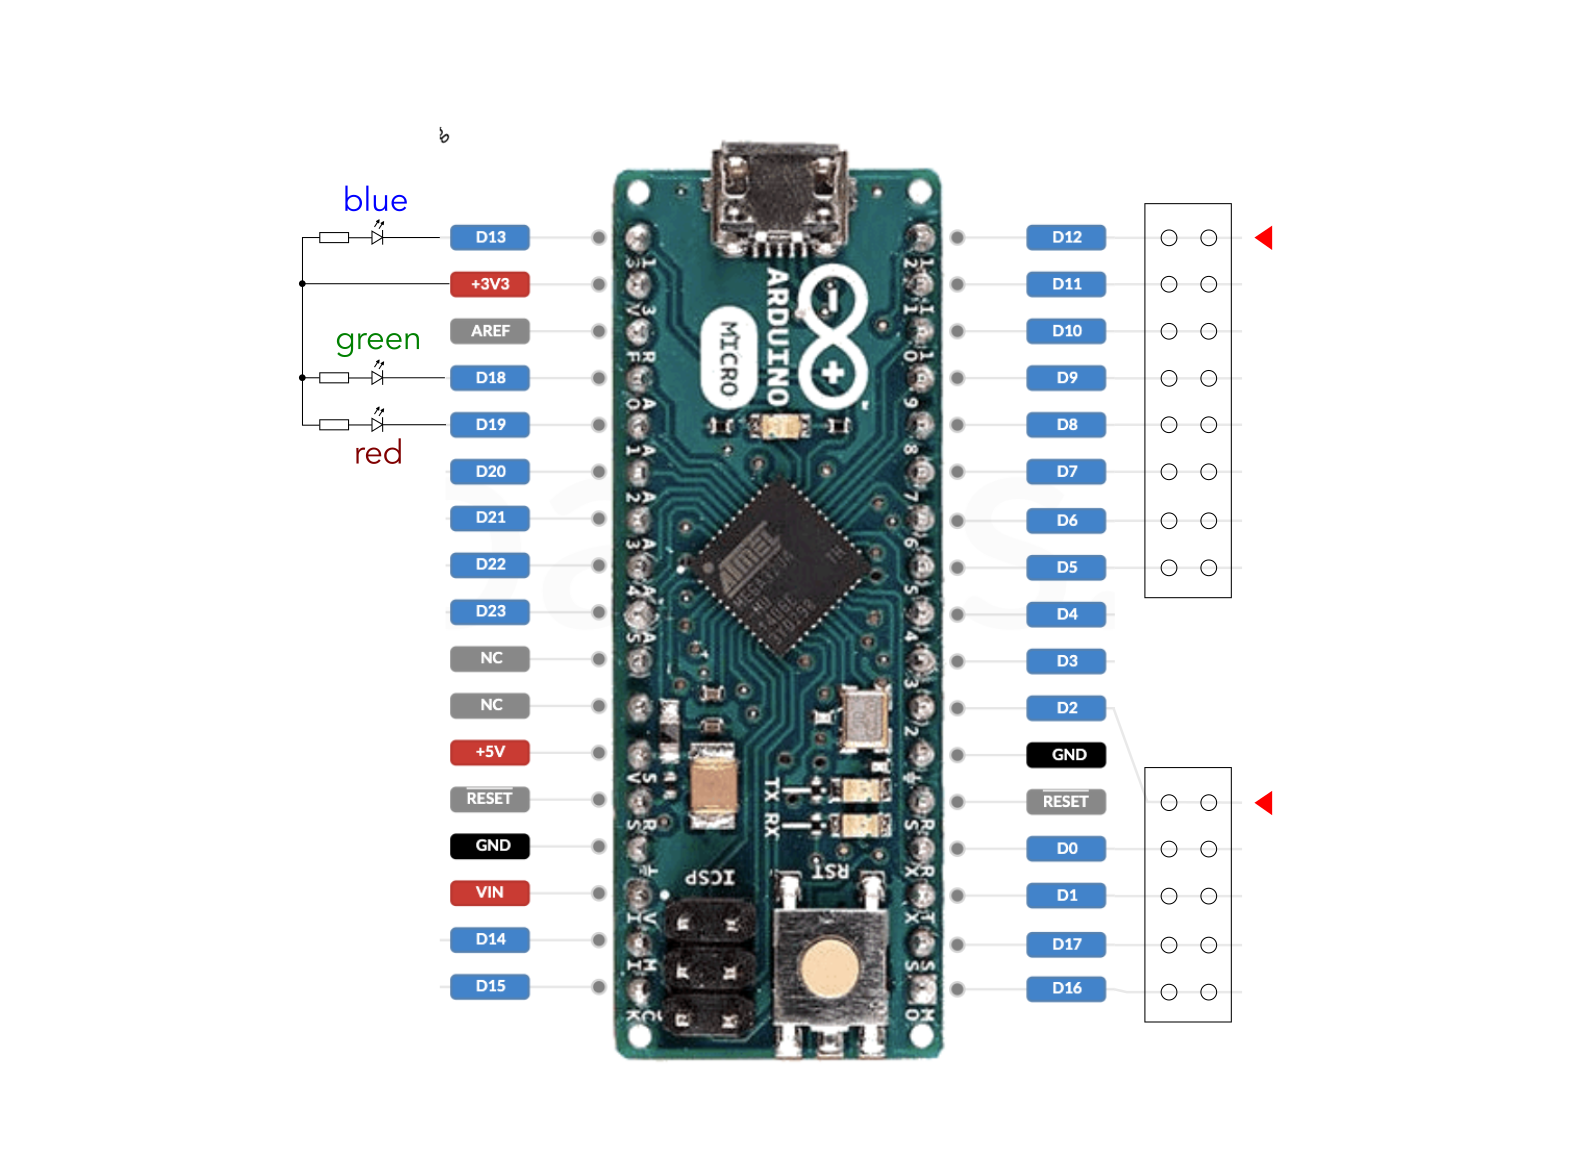 blue
D13
+3V3
AREF
green
D18
D19
red
D20
D21
D22
D23
NC
NC
+5V
RESET
GND
VIN
D14
D15
ARDUINO
MICRO
ATMEL
TX
RX
ICSP
RST
D12
D11
D10
D9
D8
D7
D6
D5
D4
D3
D2
GND
RESET
D0
D1
D17
D16